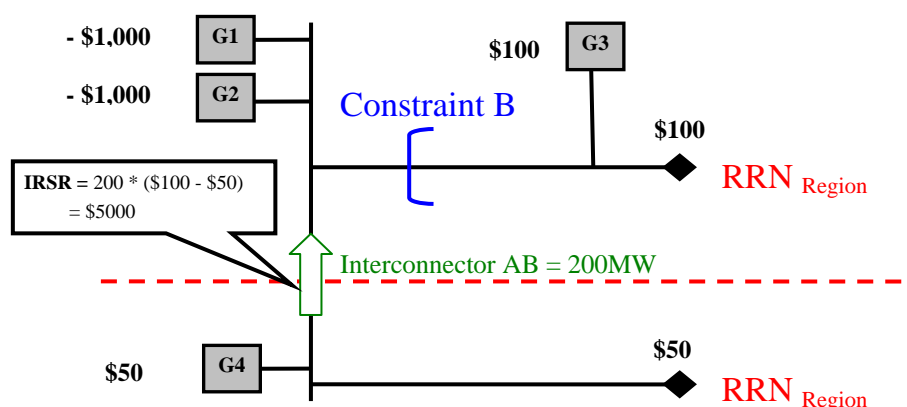 - $1,000
G1
$100
G3
- $1,000
G2
Constraint B
$100
IRSR = 200 * ($100 - $50)
= $5000
RRN Region
Interconnector AB = 200MW
$50
G4
$50
RRN Region